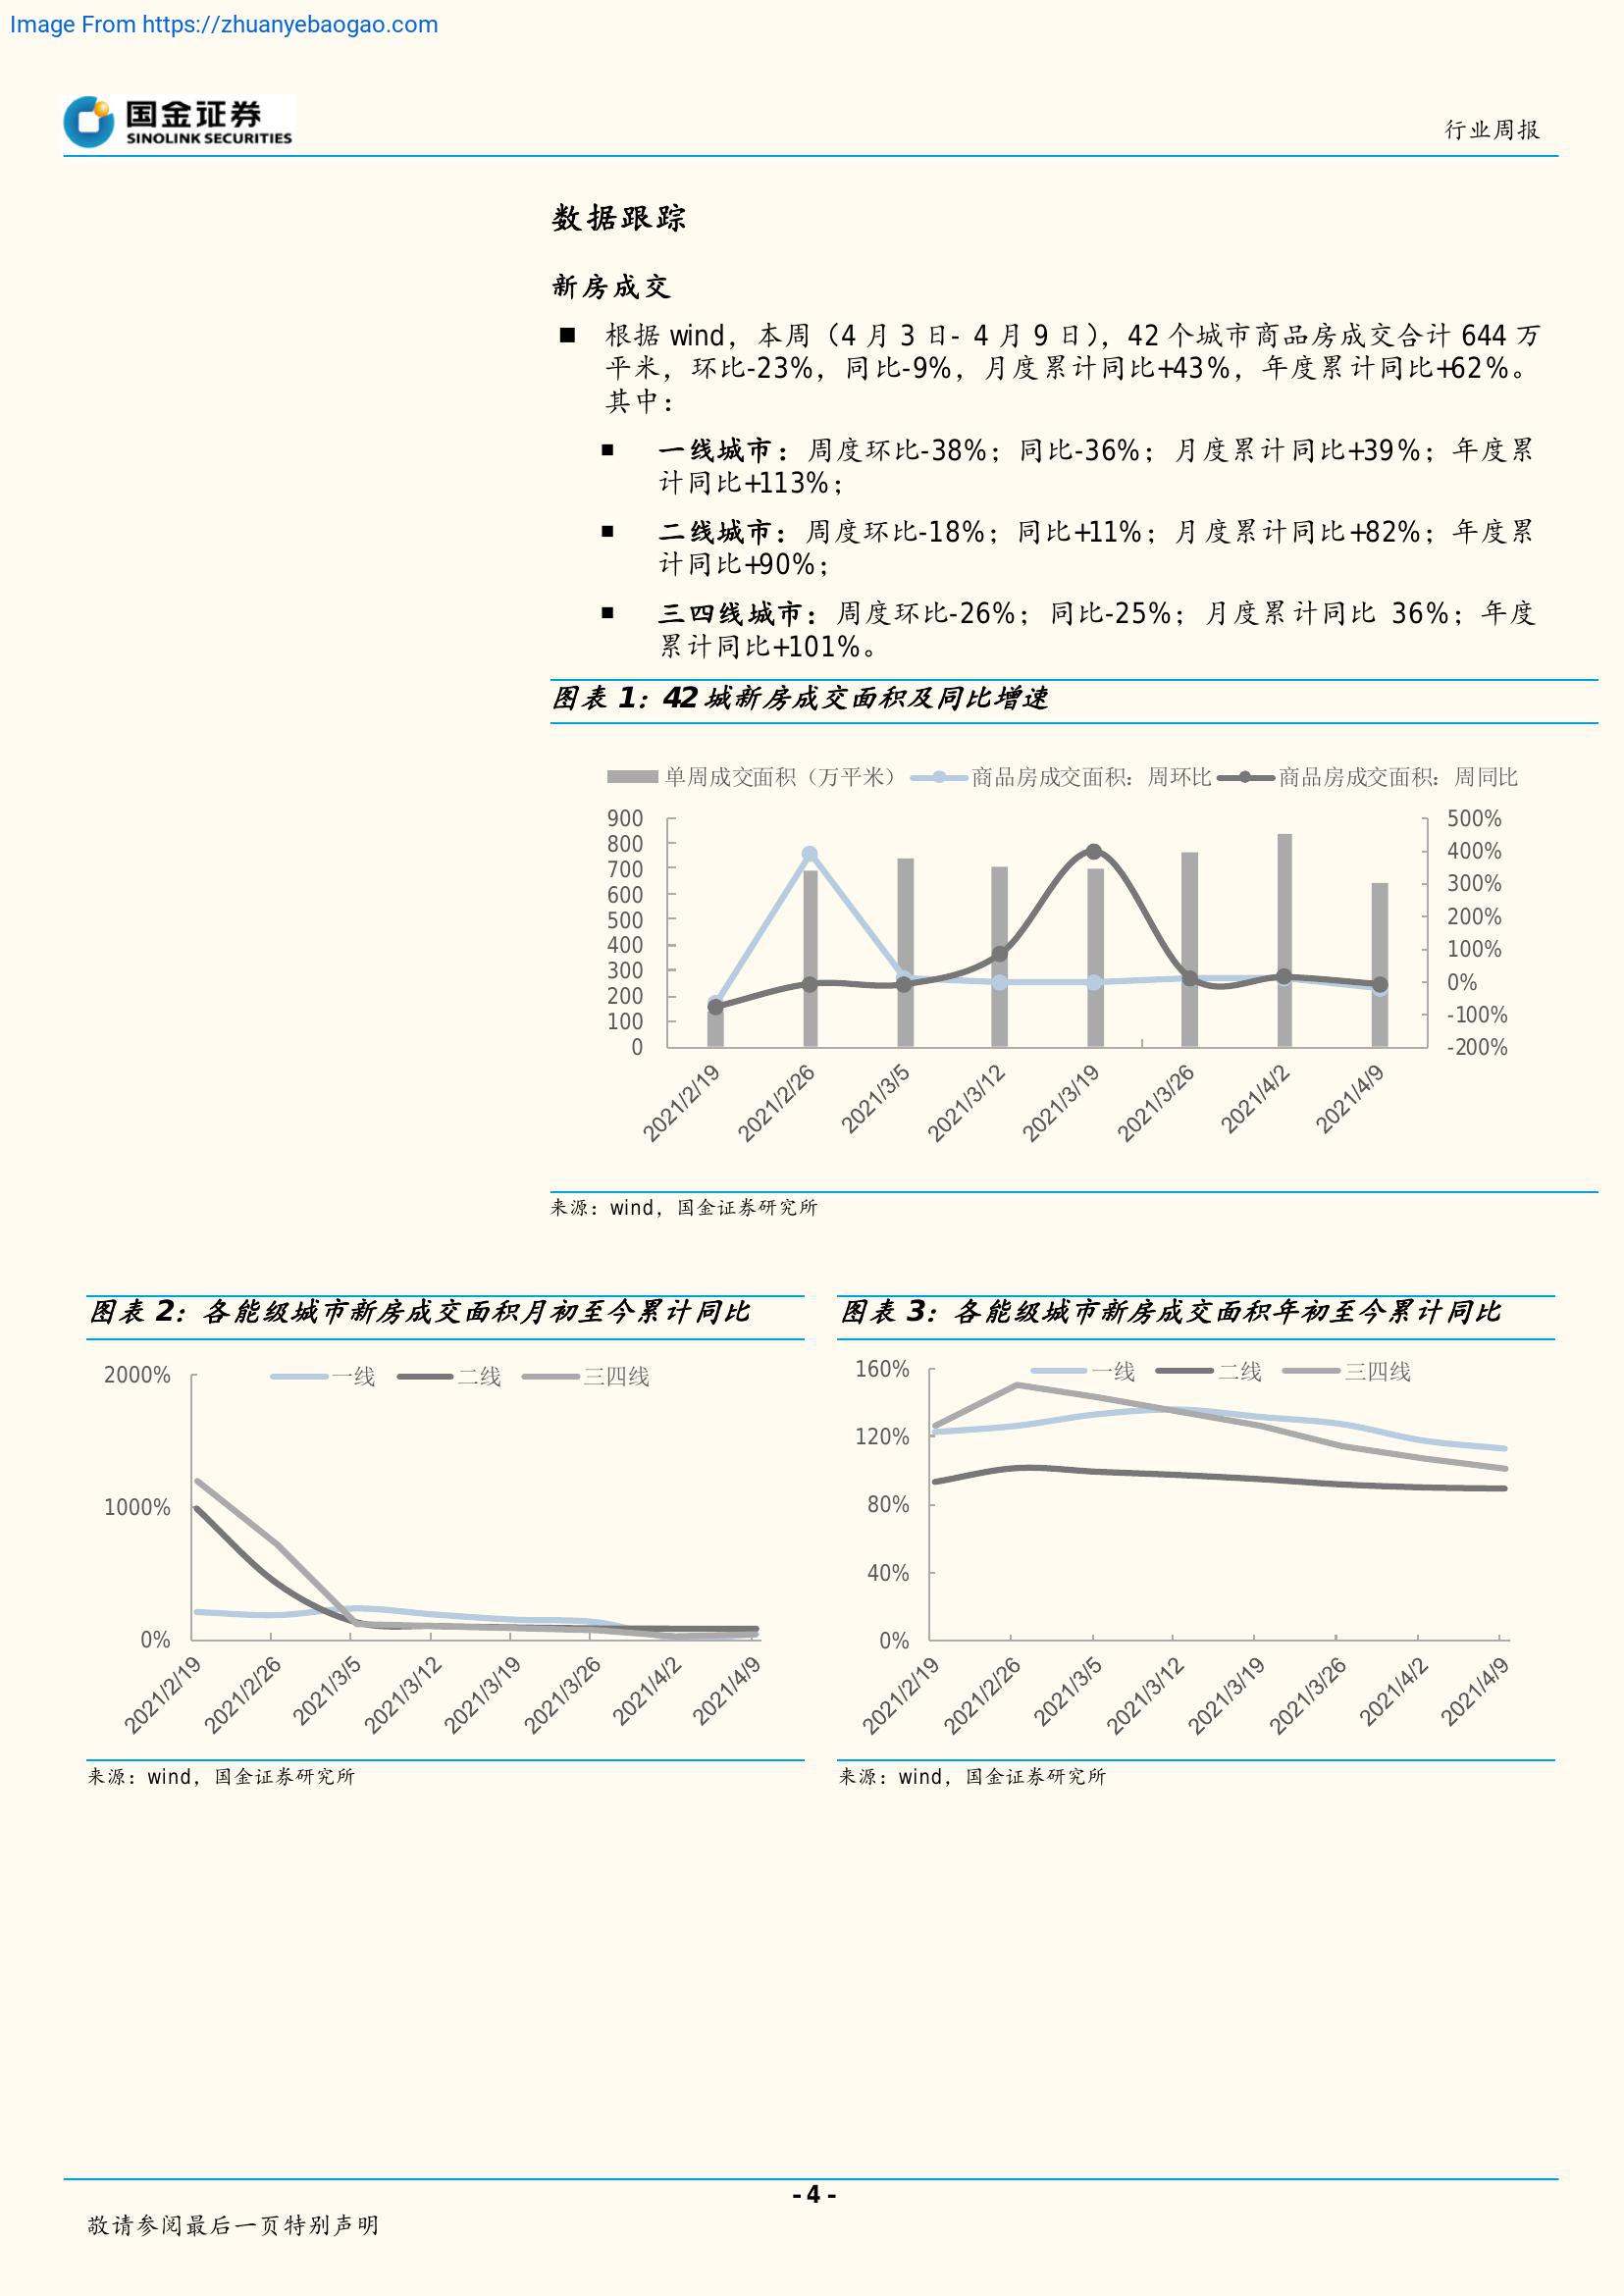 Image From https://zhuanyebaogao.com
国金证券
SINOLINK SECURITIES
行业周报
数据跟踪
新房成交
■ 根据 wind，本周（4 月 3 日- 4 月 9 日），42 个城市商品房成交合计 644 万
平米，环比-23%，同比-9%，月度累计同比+43%，年度累计同比+62%。
其中：
■ 一线城市：周度环比-38%；同比-36%；月度累计同比+39%；年度累
计同比+113%；
■ 二线城市：周度环比-18%；同比+11%；月度累计同比+82%；年度累
计同比+90%；
■ 三四线城市：周度环比-26%；同比-25%；月度累计同比 36%；年度
累计同比+101%。
图表 1：42 城新房成交面积及同比增速
单周成交面积（万平米） 商品房成交面积：周环比 商品房成交面积：周同比
900 500%
800 400%
700 300%
600 200%
500 100%
400 0%
300 -100%
200 -200%
100
0
2021/2/19 2021/2/26 2021/3/5 2021/3/12 2021/3/19 2021/3/26 2021/4/2 2021/4/9
来源：wind，国金证券研究所
图表 2：各能级城市新房成交面积月初至今累计同比
一线 二线 三四线
2000%
1000%
0%
2021/2/19 2021/2/26 2021/3/5 2021/3/12 2021/3/19 2021/3/26 2021/4/2 2021/4/9
来源：wind，国金证券研究所
图表 3：各能级城市新房成交面积年初至今累计同比
一线 二线 三四线
160%
120%
80%
40%
0%
2021/2/19 2021/2/26 2021/3/5 2021/3/12 2021/3/19 2021/3/26 2021/4/2 2021/4/9
来源：wind，国金证券研究所
- 4 -
敬请参阅最后一页特别声明